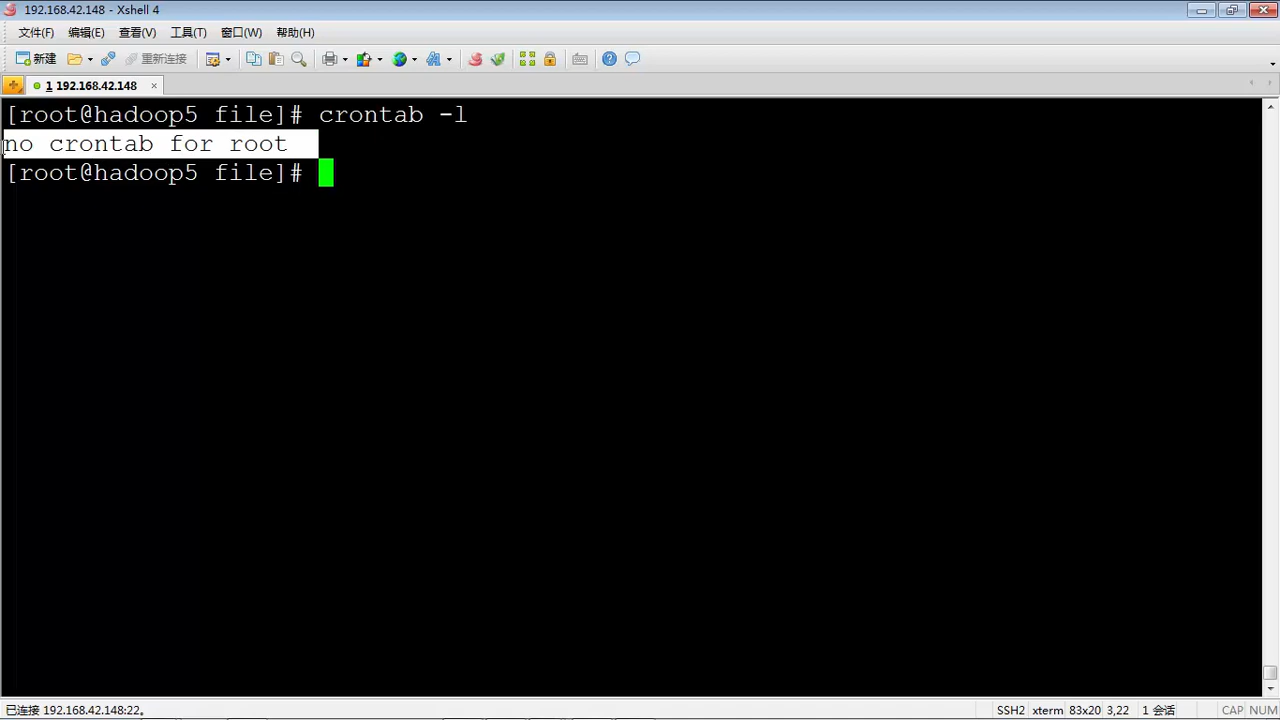 192.168.42.148 - Xshell 4
文件(F) 编辑(E) 查看(V) 工具(T) 窗口(W) 帮助(H)
新建 重新连接
1 192.168.42.148 ×
[root@hadoop5 file]# crontab -l
no crontab for root
[root@hadoop5 file]#
已连接 192.168.42.148:22。 SSH2 xterm 83x20 3,22 1 会话 CAP NUM